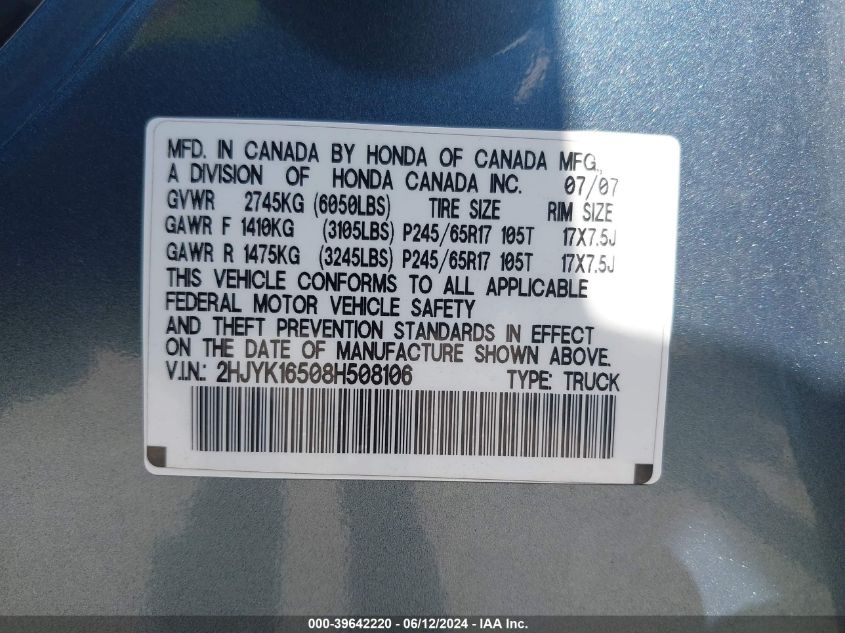 MFD. IN CANADA BY HONDA OF CANADA MFG.,
A DIVISION OF HONDA CANADA INC. 07/07
GVWR 2745KG (6050LBS) TIRE SIZE RIM SIZE
GAWR F 1410KG (3105LBS) P245/65R17 105T 17X7.5J
GAWR R 1475KG (3245LBS) P245/65R17 105T 17X7.5J
THIS VEHICLE CONFORMS TO ALL APPLICABLE
FEDERAL MOTOR VEHICLE SAFETY
AND THEFT PREVENTION STANDARDS IN EFFECT
ON THE DATE OF MANUFACTURE SHOWN ABOVE.
V.I.N.: 2HJYK16508H508106 TYPE: TRUCK
000-39642220 - 06/12/2024 - IAA Inc.